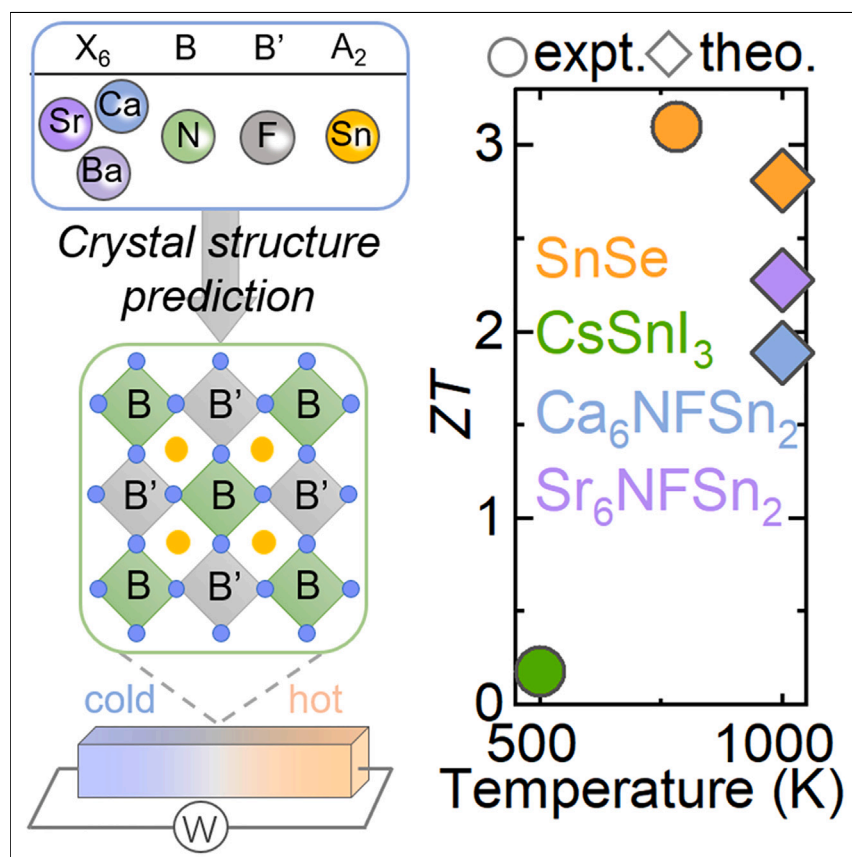 X₆ B B' A₂
Sr Ca Ba N F Sn
Crystal structure
prediction
B B' B
B' B B'
B B' B
cold hot
W
expt. theo.
3
2
1
0
ZT
SnSe
CsSnI₃
Ca₆NFSn₂
Sr₆NFSn₂
500 1000
Temperature (K)